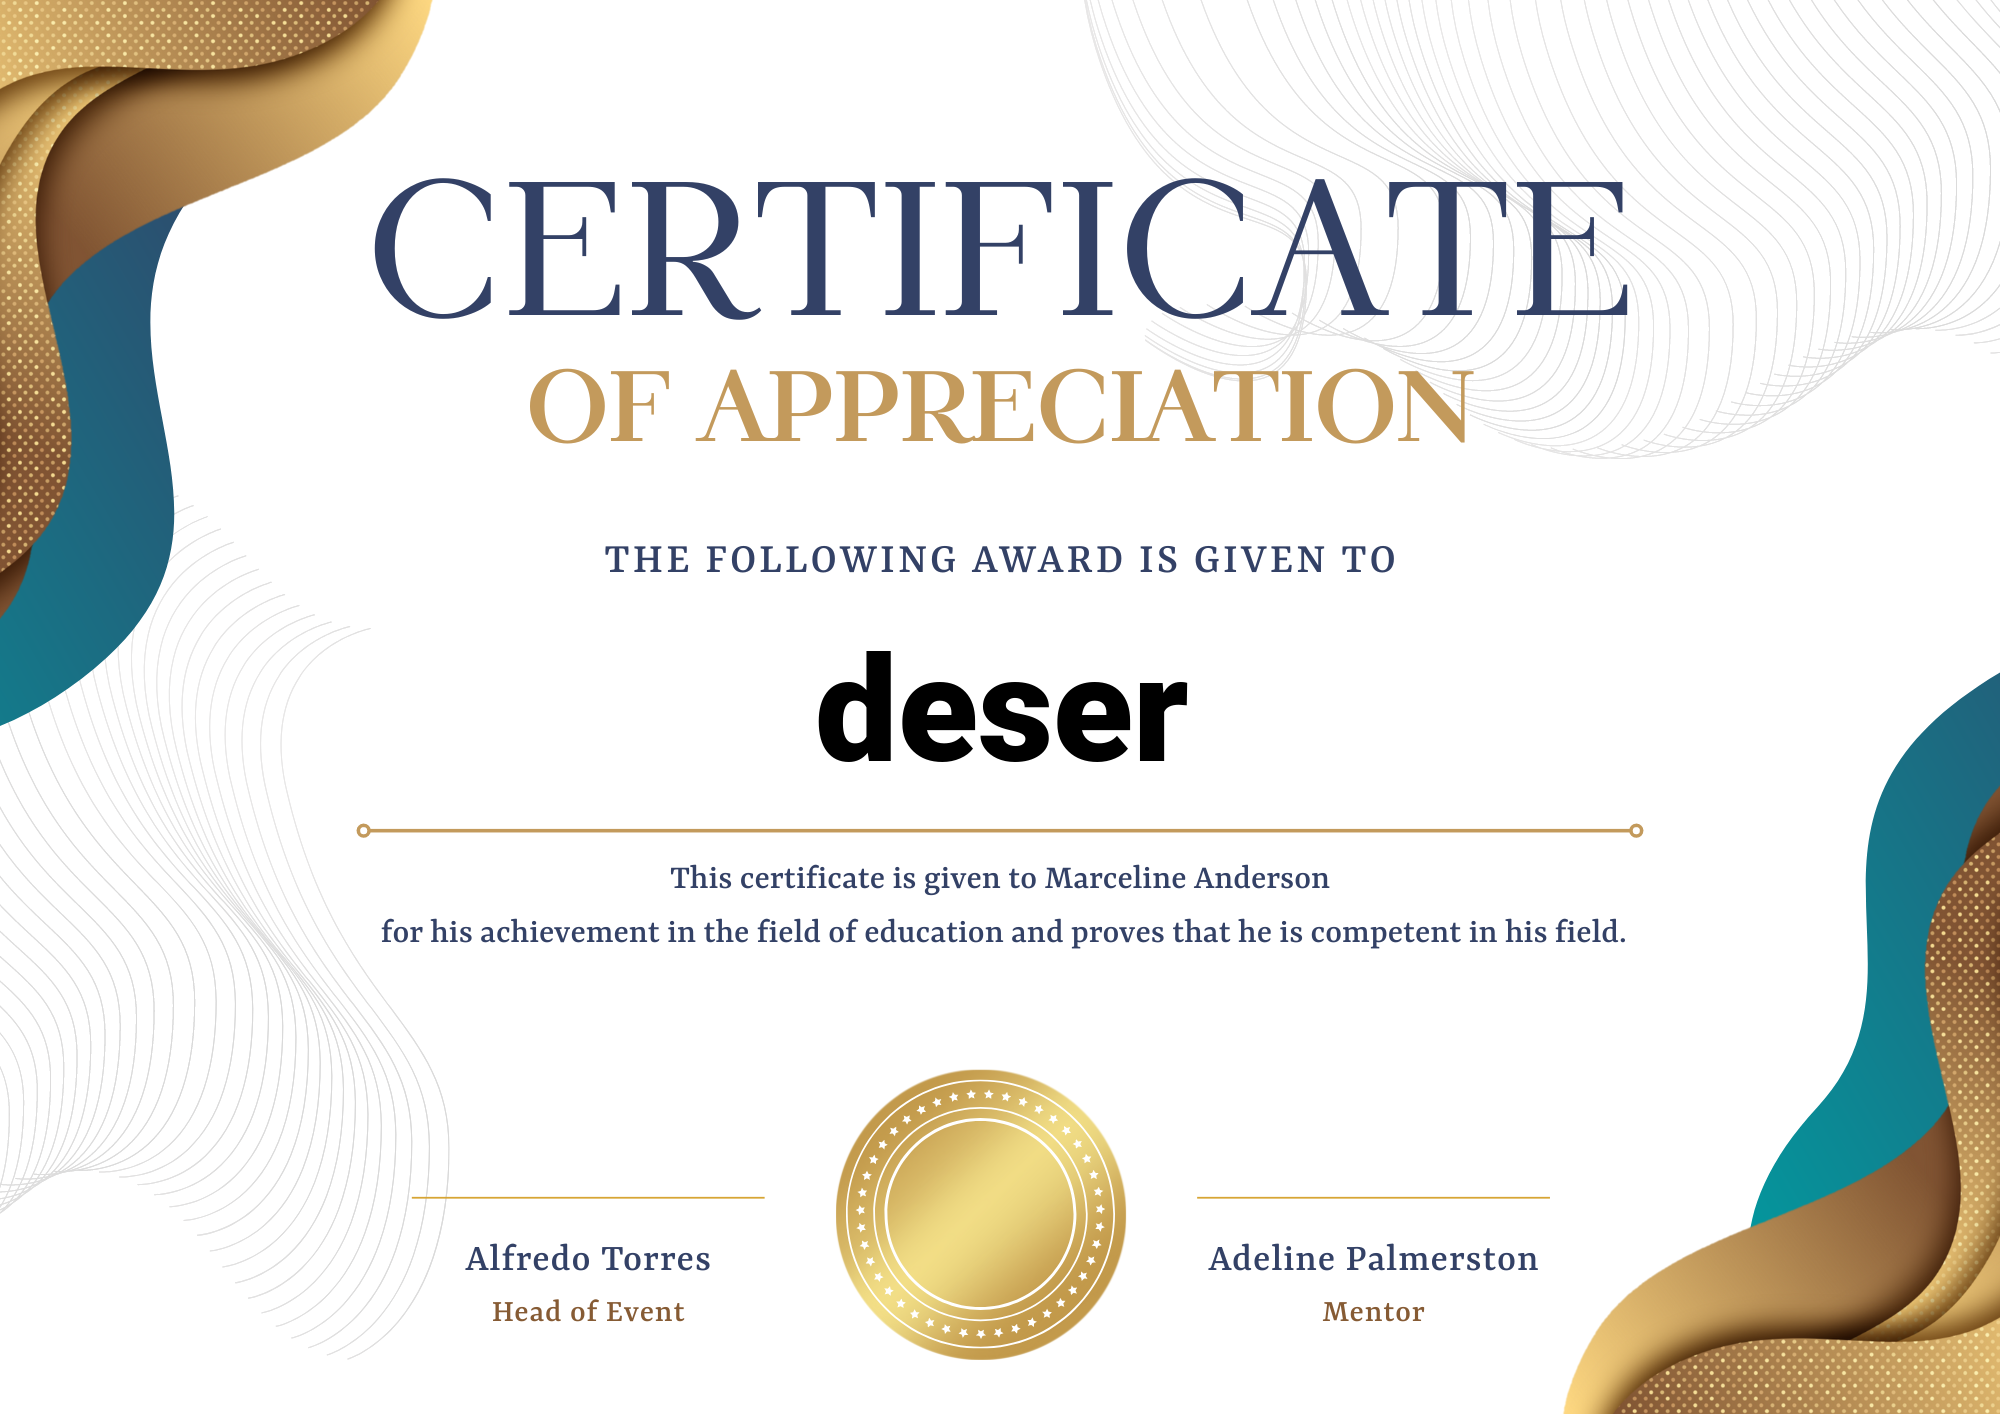 CERTIFICATE
OF APPRECIATION
THE FOLLOWING AWARD IS GIVEN TO
deser
This certificate is given to Marceline Anderson
for his achievement in the field of education and proves that he is competent in his field.
Alfredo Torres
Head of Event
Adeline Palmerston
Mentor